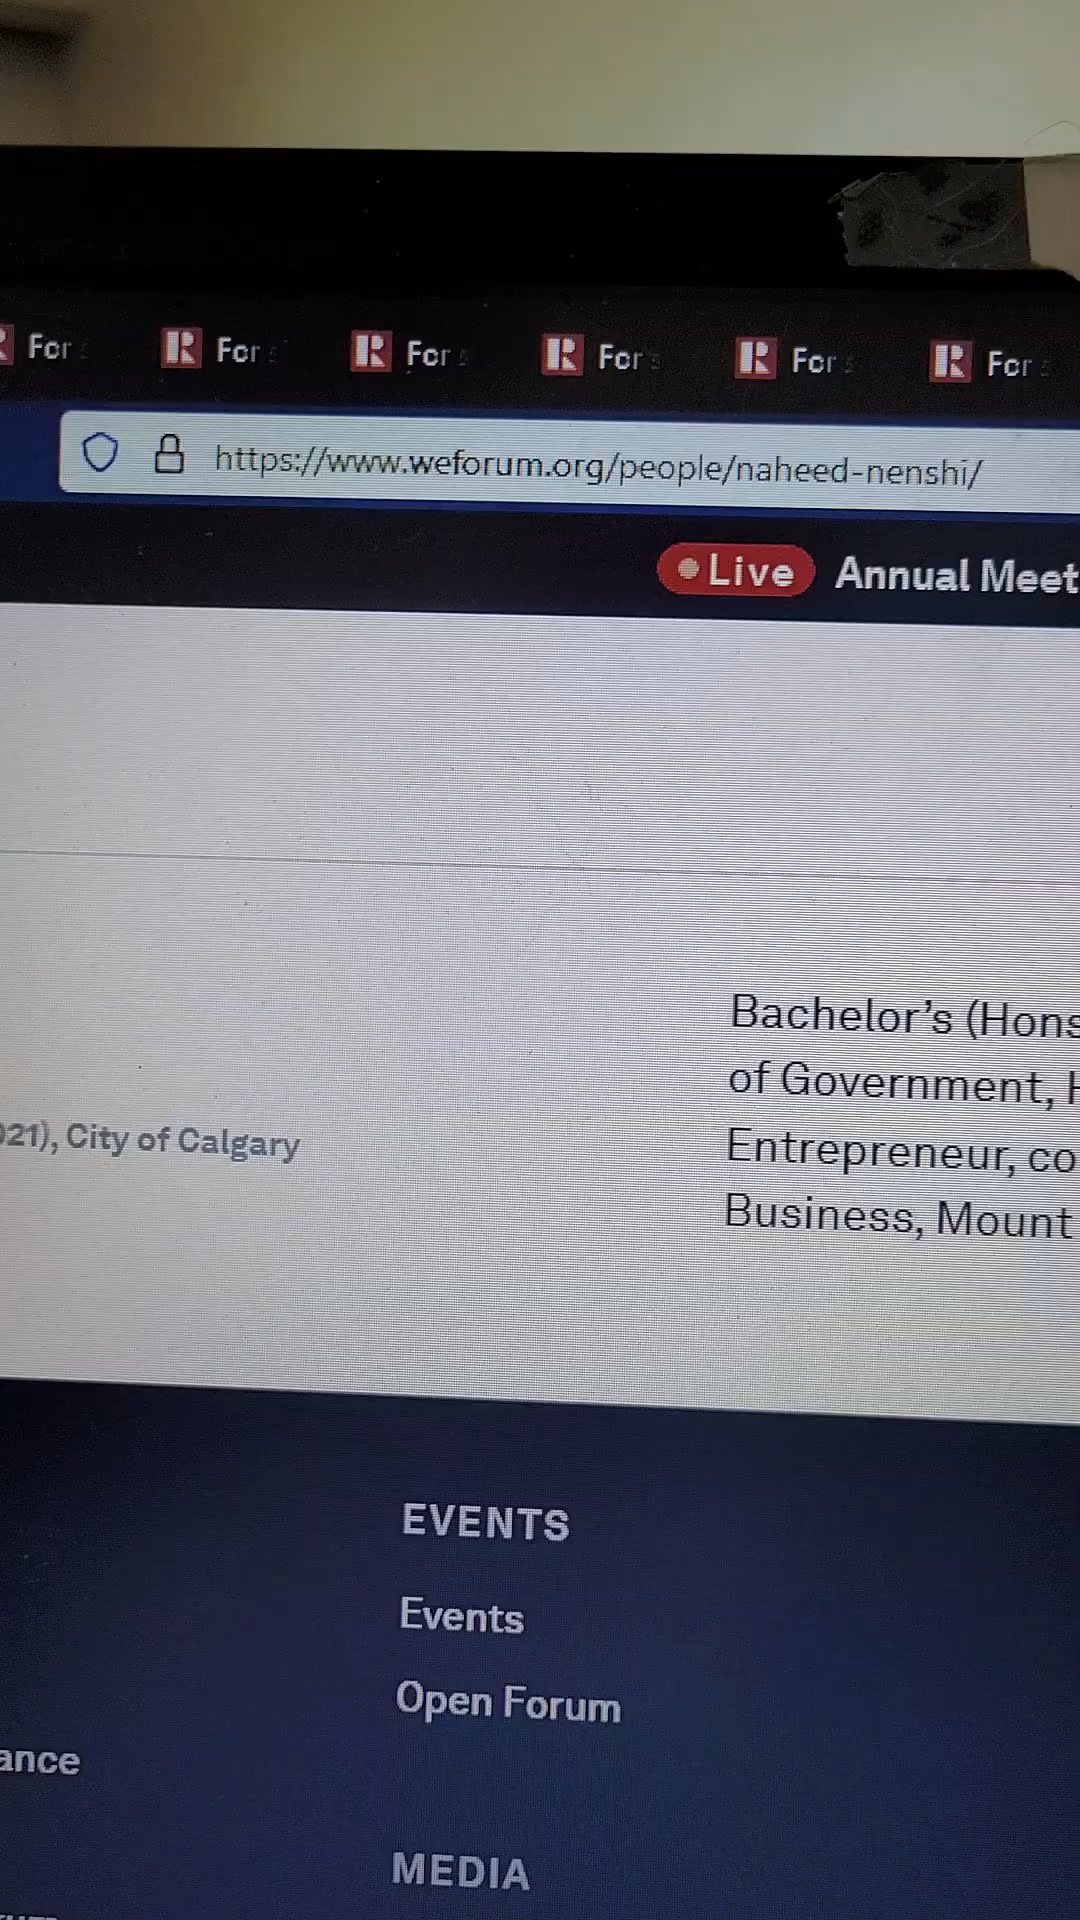 For
For
For
For
For
For
https://www.weforum.org/people/naheed-nenshi/
Live Annual Meet
Bachelor's (Hons
of Government, H
021), City of Calgary
Entrepreneur, co
Business, Mount
EVENTS
Events
Open Forum
ance
MEDIA